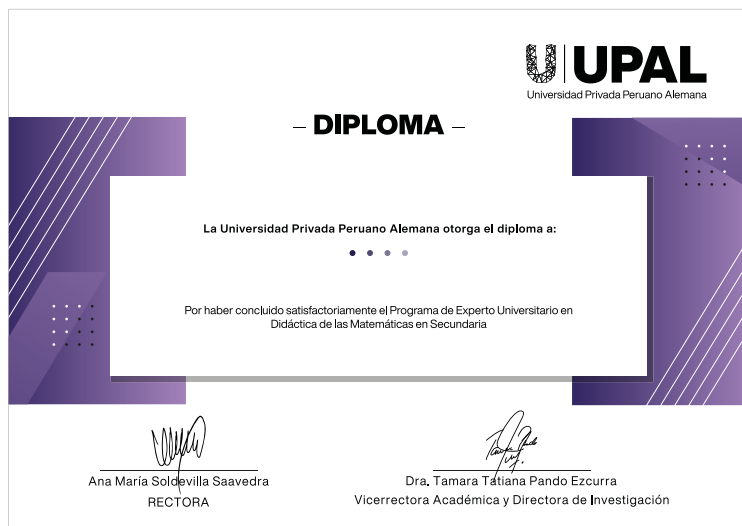 UPAL
Universidad Privada Peruano Alemana
– DIPLOMA –
La Universidad Privada Peruano Alemana otorga el diploma a:
Por haber concluido satisfactoriamente el Programa de Experto Universitario en
Didáctica de las Matemáticas en Secundaria
Ana María Soldevilla Saavedra
RECTORA
Dra. Tamara Tatiana Pando Ezcurra
Vicerrectora Académica y Directora de Investigación